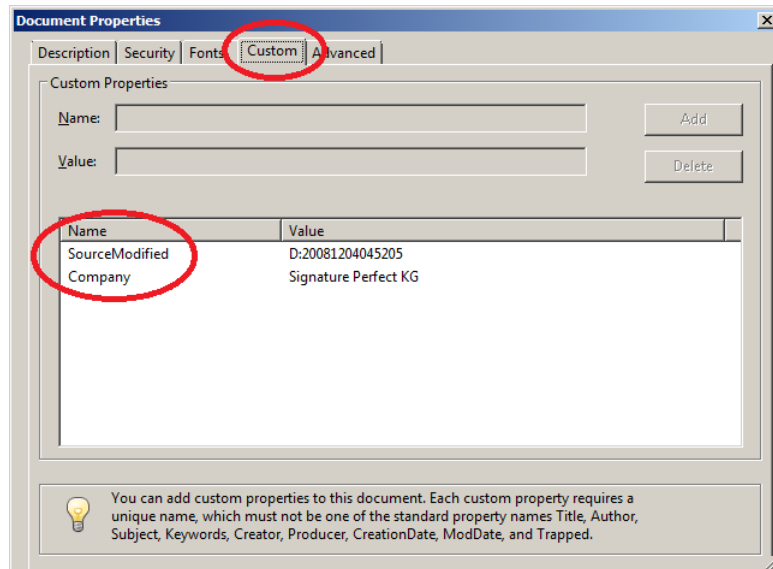 Document Properties
Description Security Fonts Custom Advanced
Custom Properties
Name:
Add
Value:
Delete
Name Value
SourceModified D:20081204045205
Company Signature Perfect KG
You can add custom properties to this document. Each custom property requires a
unique name, which must not be one of the standard property names Title, Author,
Subject, Keywords, Creator, Producer, CreationDate, ModDate, and Trapped.